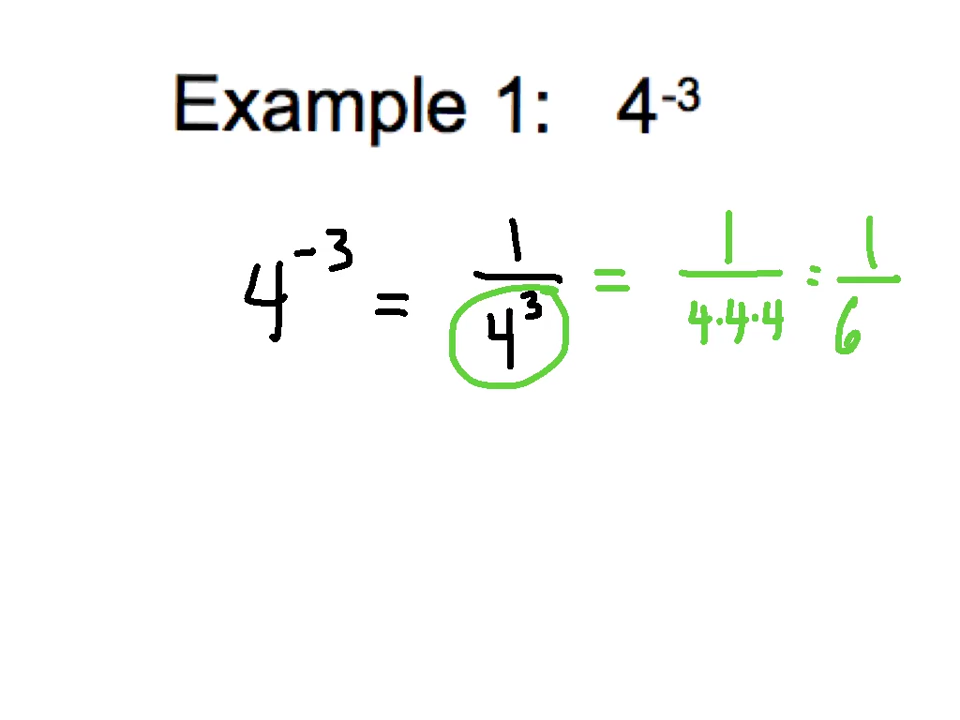 Example 1: 4⁻³
4⁻³ = 1/4³ = 1/4·4·4 = 1/6